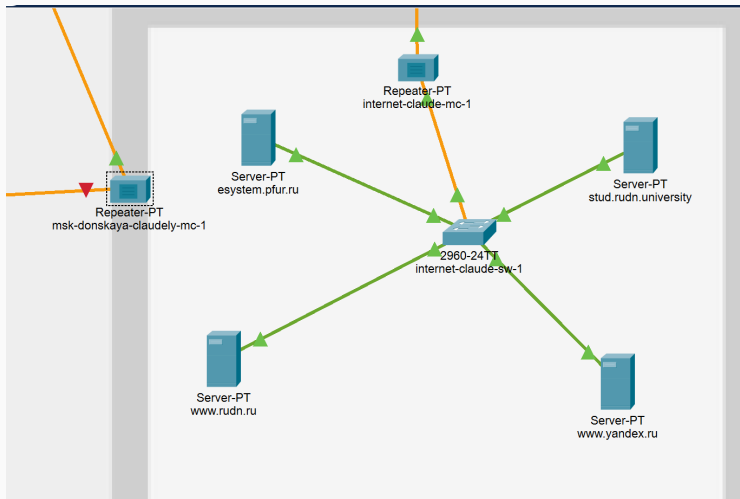 Repeater-PT
internet-claude-mc-1
Server-PT
esystem.pfur.ru
Server-PT
stud.rudn.university
Repeater-PT
msk-donskaya-claudely-mc-1
2960-24TT
internet-claude-sw-1
Server-PT
www.rudn.ru
Server-PT
www.yandex.ru